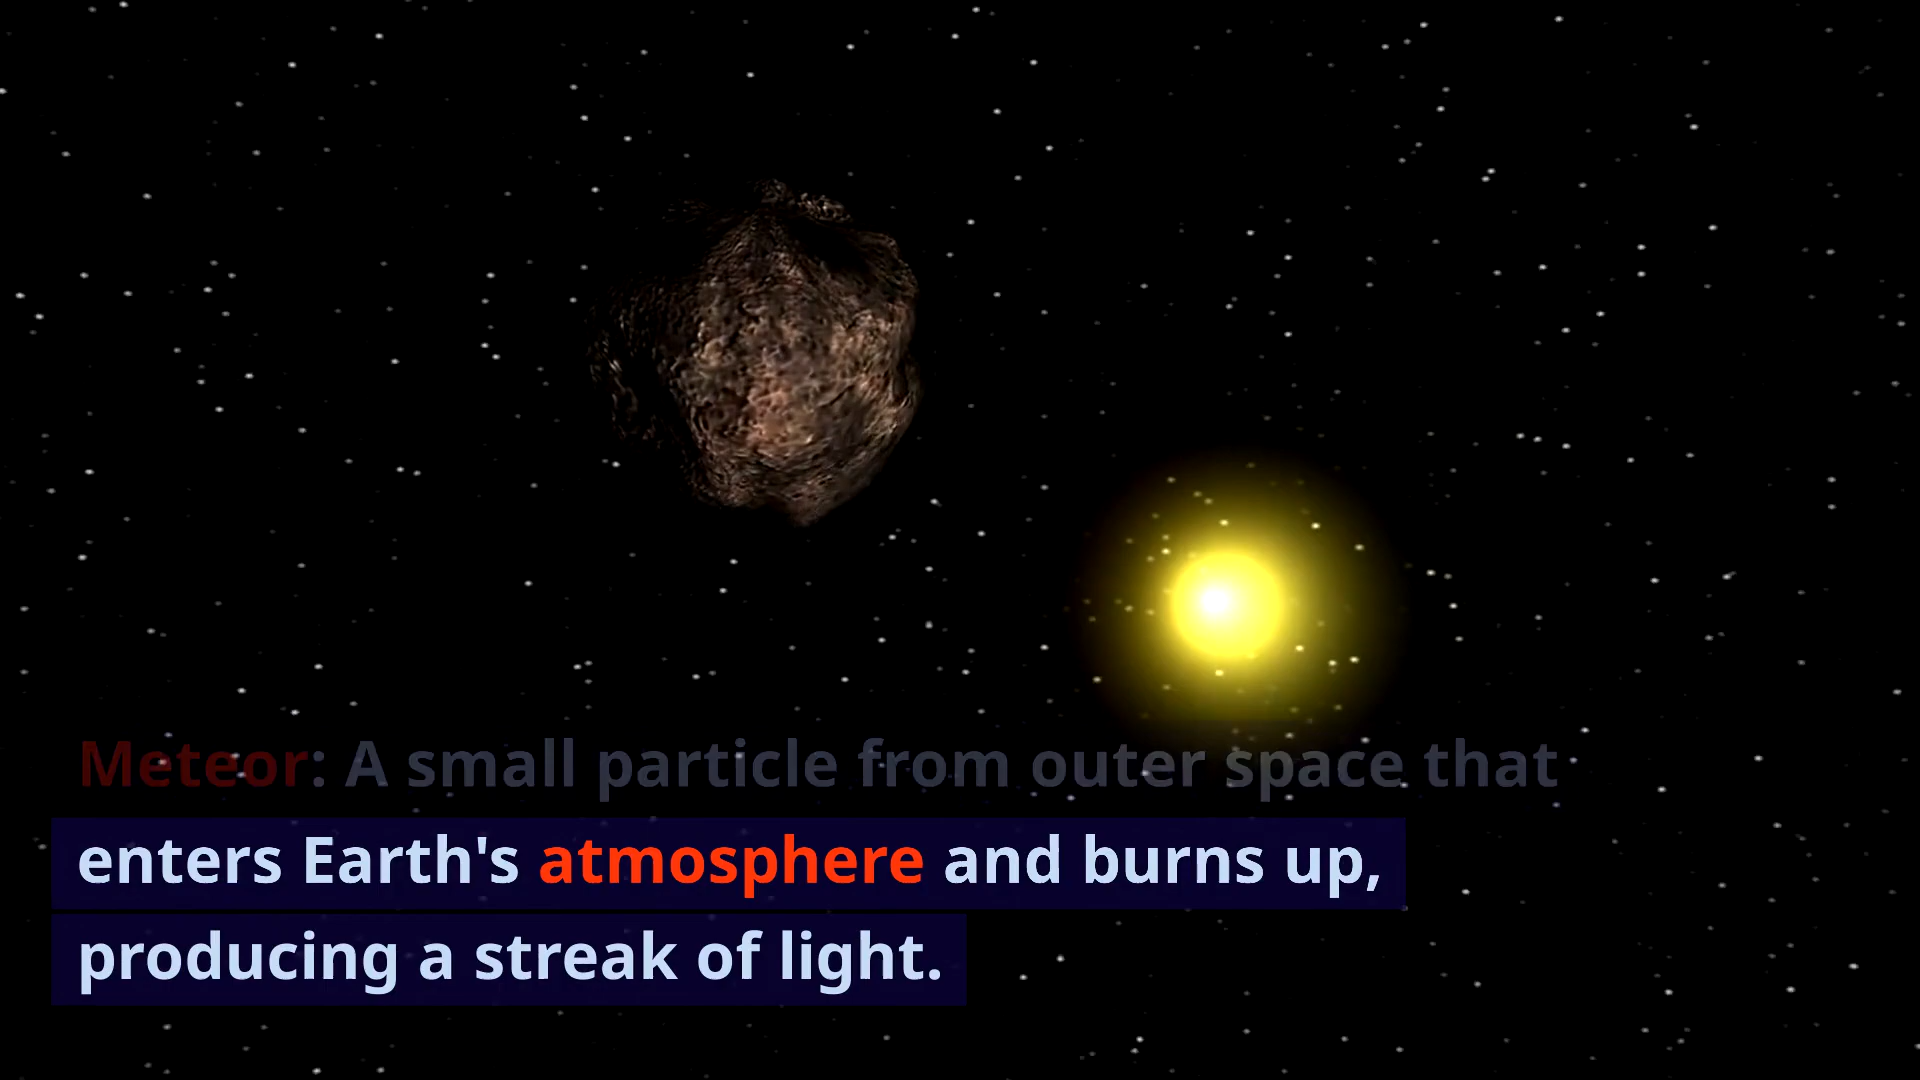 Meteor: A small particle from outer space that
enters Earth's atmosphere and burns up,
producing a streak of light.